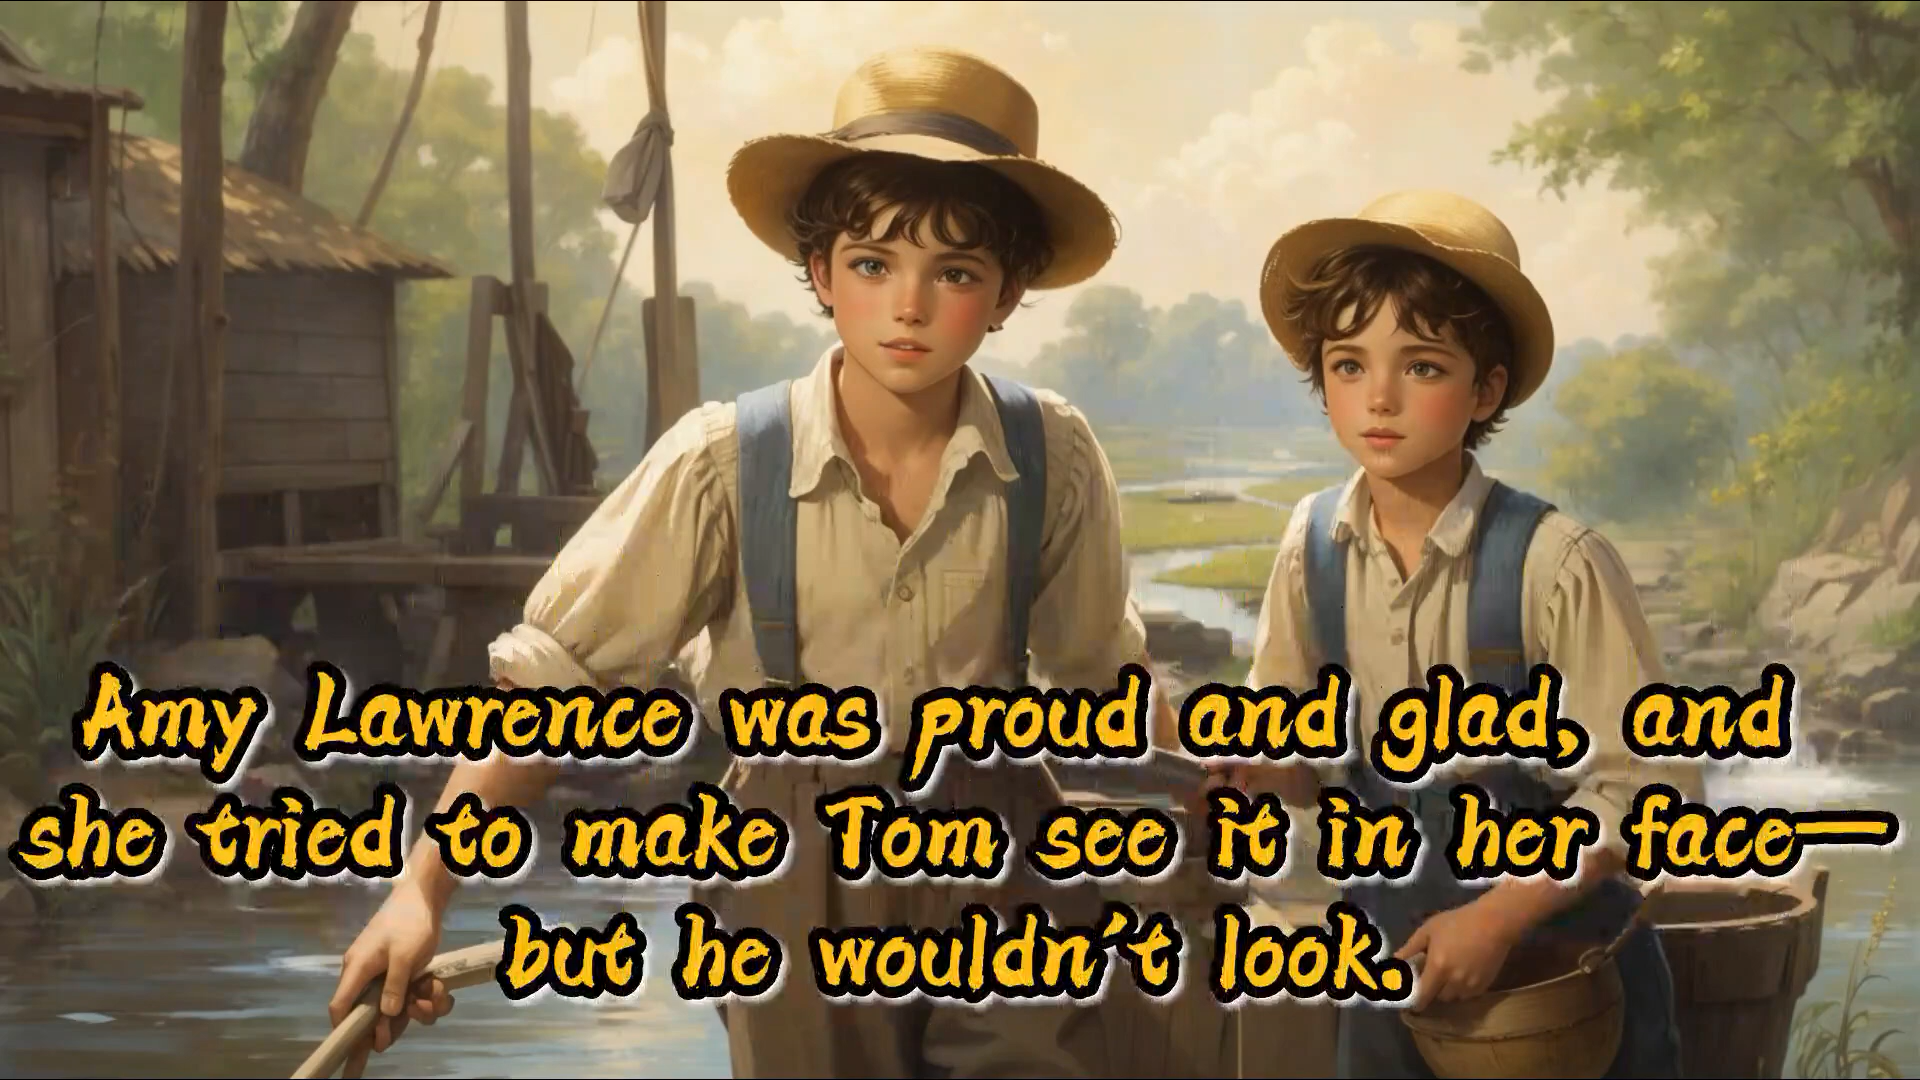 Amy Lawrence was proud and glad, and
she tried to make Tom see it in her face—
but he wouldn't look.